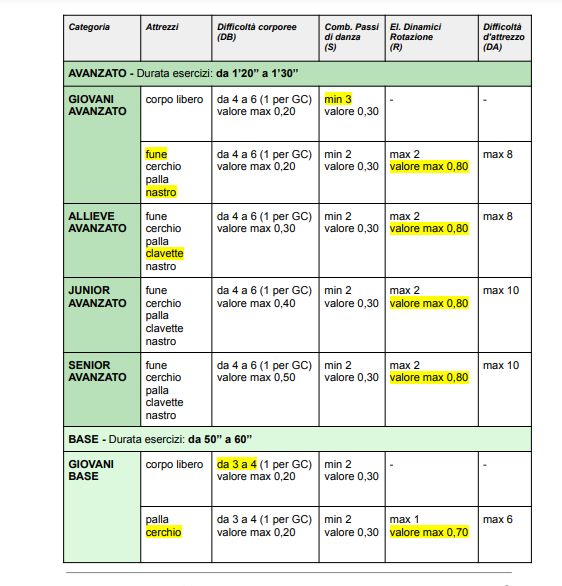 Categoria Attrezzi Difficoltà corporee Comb. Passi El. Dinamici Difficoltà
(DB) di danza Rotazione d'attrezzo
(S) (R) (DA)
AVANZATO - Durata esercizi: da 1'20" a 1'30"
GIOVANI corpo libero da 4 a 6 (1 per GC) min 3 - -
AVANZATO valore max 0,20 valore 0,30
fune da 4 a 6 (1 per GC) min 2 max 2 max 8
cerchio valore max 0,20 valore 0,30 valore max 0,80
palla
nastro
ALLIEVE fune da 4 a 6 (1 per GC) min 2 max 2 max 8
AVANZATO cerchio valore max 0,30 valore 0,30 valore max 0,80
palla
clavette
nastro
JUNIOR fune da 4 a 6 (1 per GC) min 2 max 2 max 10
AVANZATO cerchio valore max 0,40 valore 0,30 valore max 0,80
palla
clavette
nastro
SENIOR fune da 4 a 6 (1 per GC) min 2 max 2 max 10
AVANZATO cerchio valore max 0,50 valore 0,30 valore max 0,80
palla
clavette
nastro
BASE - Durata esercizi: da 50" a 60"
GIOVANI corpo libero da 3 a 4 (1 per GC) min 2 - -
BASE valore max 0,20 valore 0,30
palla da 3 a 4 (1 per GC) min 2 max 1 max 6
cerchio valore max 0,20 valore 0,30 valore max 0,70